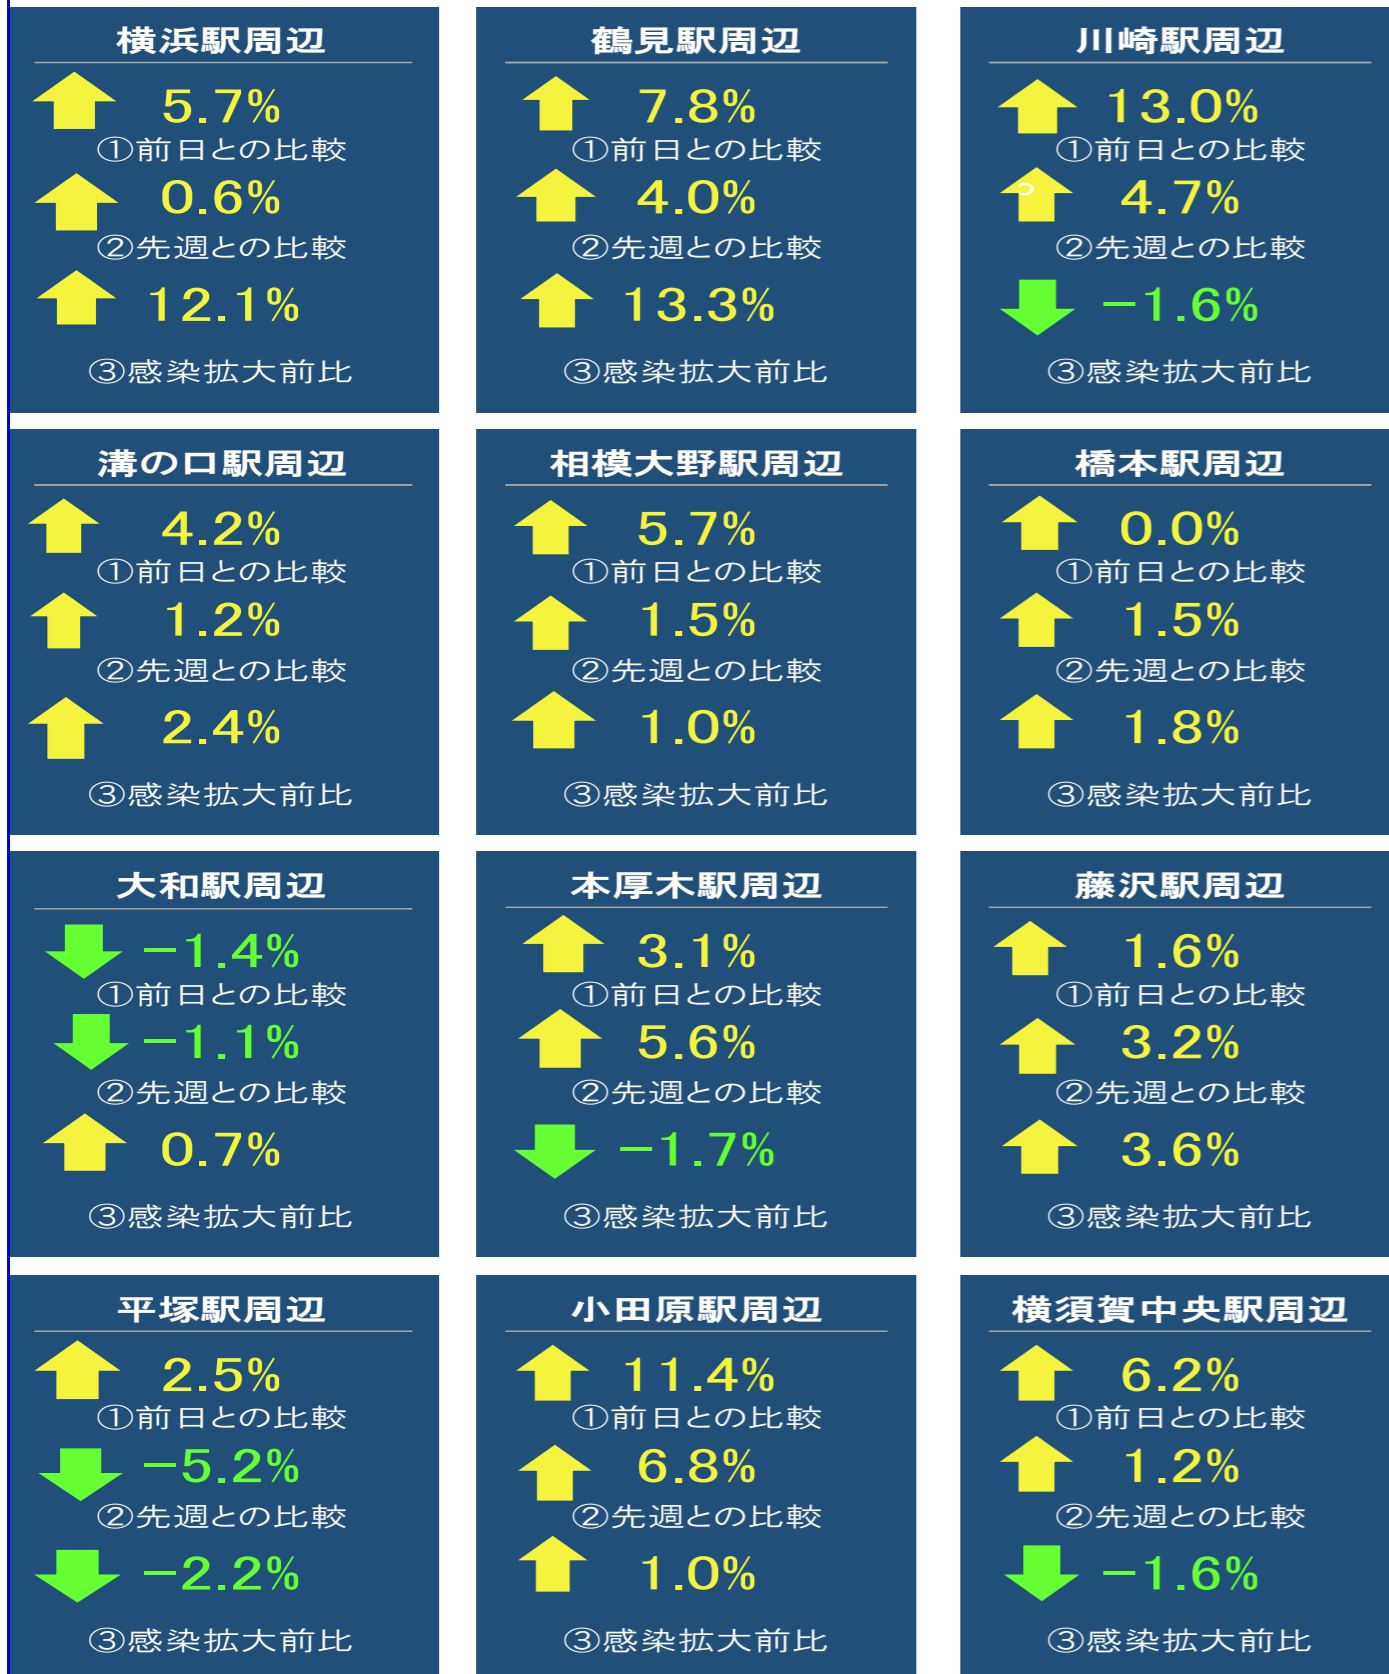 横浜駅周辺
5.7%
①前日との比較
0.6%
②先週との比較
12.1%
③感染拡大前比
鶴見駅周辺
7.8%
①前日との比較
4.0%
②先週との比較
13.3%
③感染拡大前比
川崎駅周辺
13.0%
①前日との比較
4.7%
②先週との比較
-1.6%
③感染拡大前比
溝の口駅周辺
4.2%
①前日との比較
1.2%
②先週との比較
2.4%
③感染拡大前比
相模大野駅周辺
5.7%
①前日との比較
1.5%
②先週との比較
1.0%
③感染拡大前比
橋本駅周辺
0.0%
①前日との比較
1.5%
②先週との比較
1.8%
③感染拡大前比
大和駅周辺
-1.4%
①前日との比較
-1.1%
②先週との比較
0.7%
③感染拡大前比
本厚木駅周辺
3.1%
①前日との比較
5.6%
②先週との比較
-1.7%
③感染拡大前比
藤沢駅周辺
1.6%
①前日との比較
3.2%
②先週との比較
3.6%
③感染拡大前比
平塚駅周辺
2.5%
①前日との比較
-5.2%
②先週との比較
-2.2%
③感染拡大前比
小田原駅周辺
11.4%
①前日との比較
6.8%
②先週との比較
1.0%
③感染拡大前比
横須賀中央駅周辺
6.2%
①前日との比較
1.2%
②先週との比較
-1.6%
③感染拡大前比